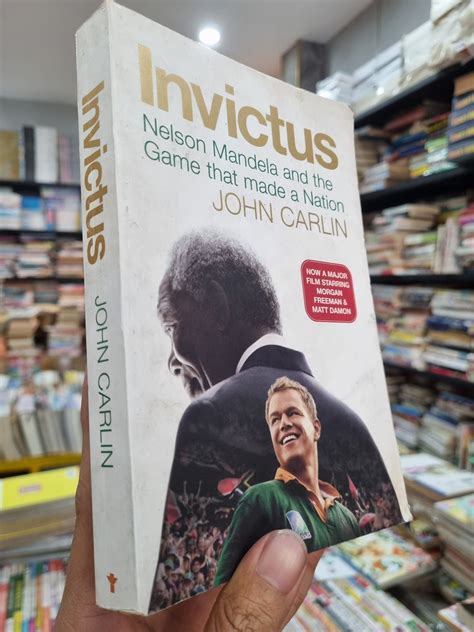 Invictus
Nelson Mandela and the
Game that made a Nation
JOHN CARLIN
NOW A MAJOR
FILM STARRING
MORGAN
FREEMAN &
MATT DAMON
Invictus
JOHN CARLIN